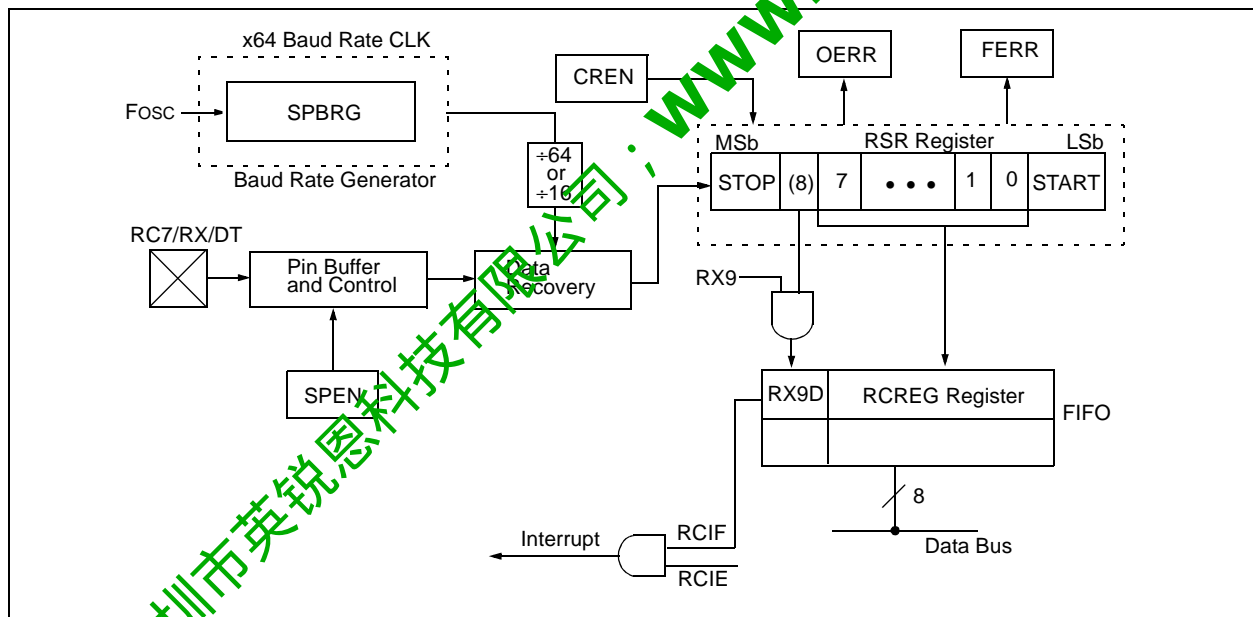 x64 Baud Rate CLK
FOSC
SPBRG
Baud Rate Generator
CREN
OERR
FERR
÷64
or
÷16
MSb
RSR Register
LSb
STOP
(8)
7
• • •
1
0
START
RC7/RX/DT
Pin Buffer
and Control
Data
Recovery
SPEN
RX9
RX9D
RCREG Register
FIFO
8
Data Bus
Interrupt
RCIF
RCIE
圳市英锐恩科技有限公司；www.